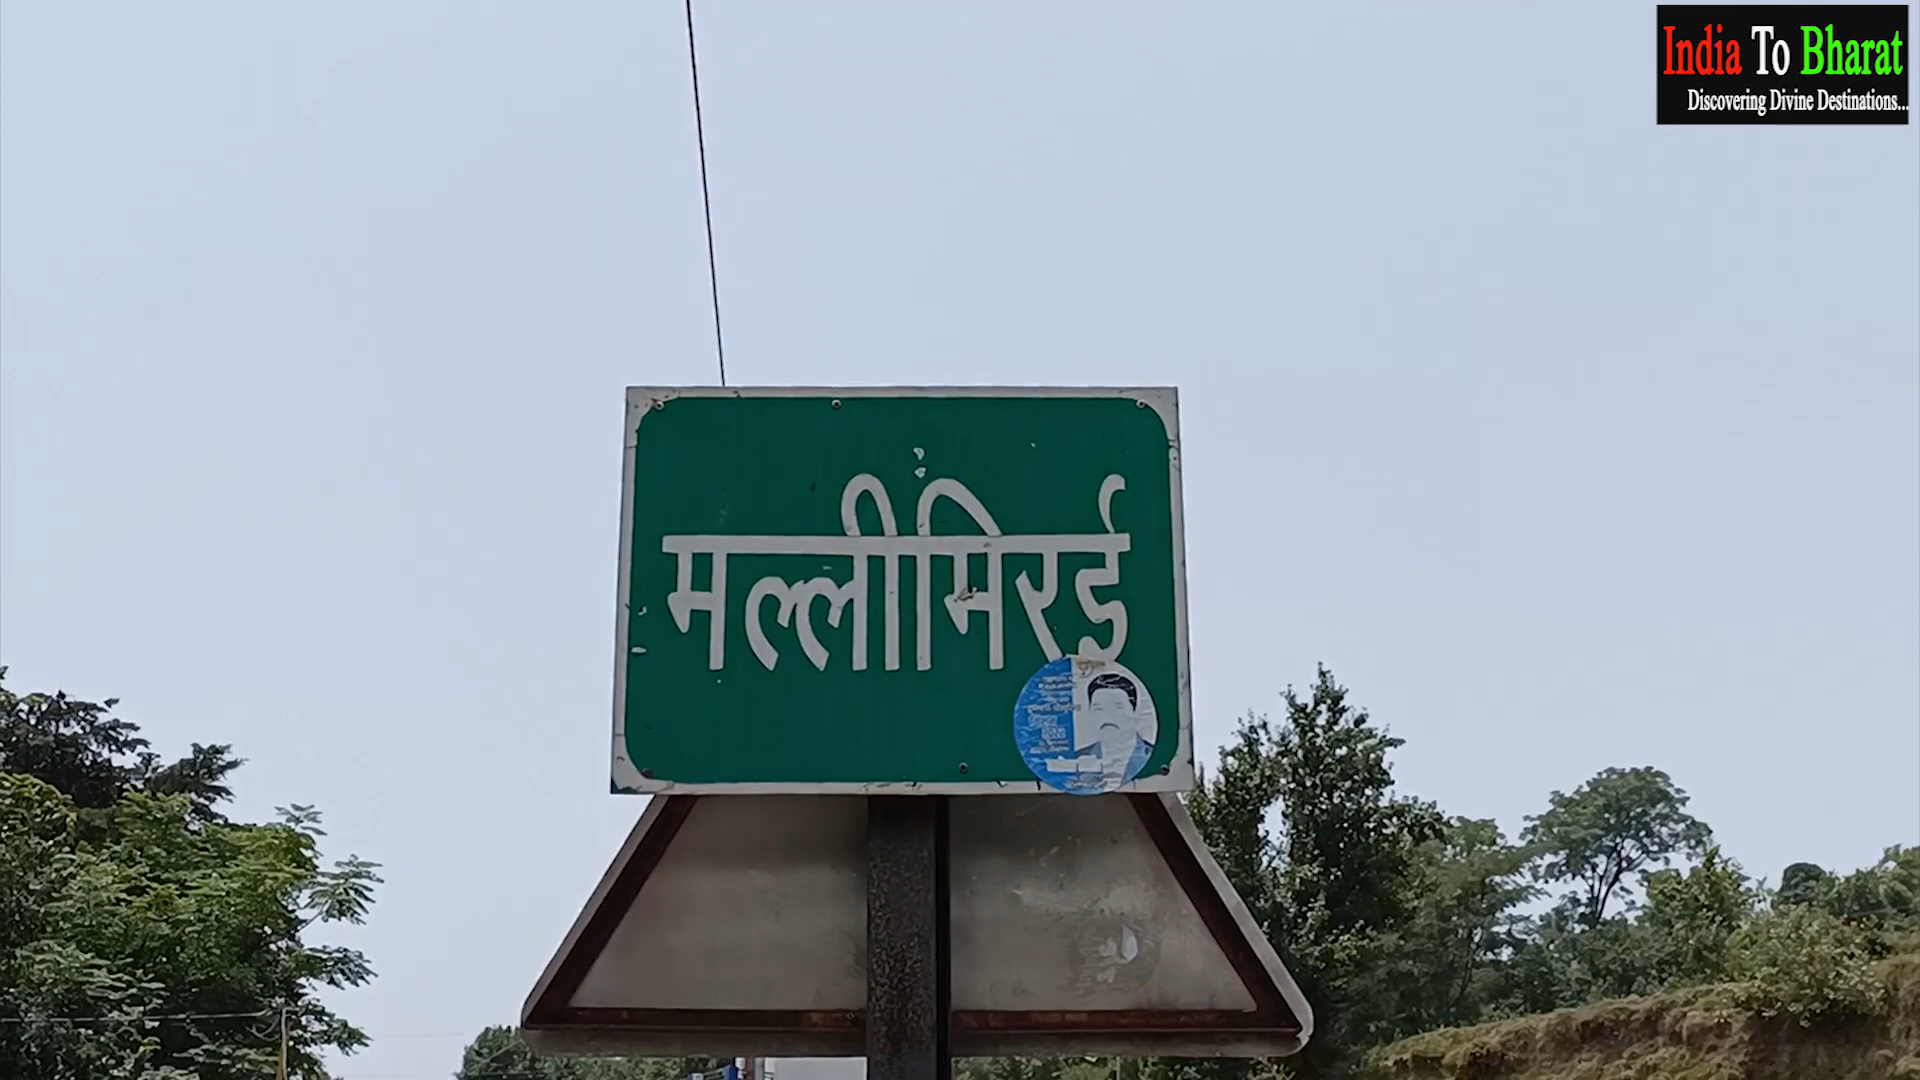 India To Bharat
Discovering Divine Destinations...
मल्लीमिरई